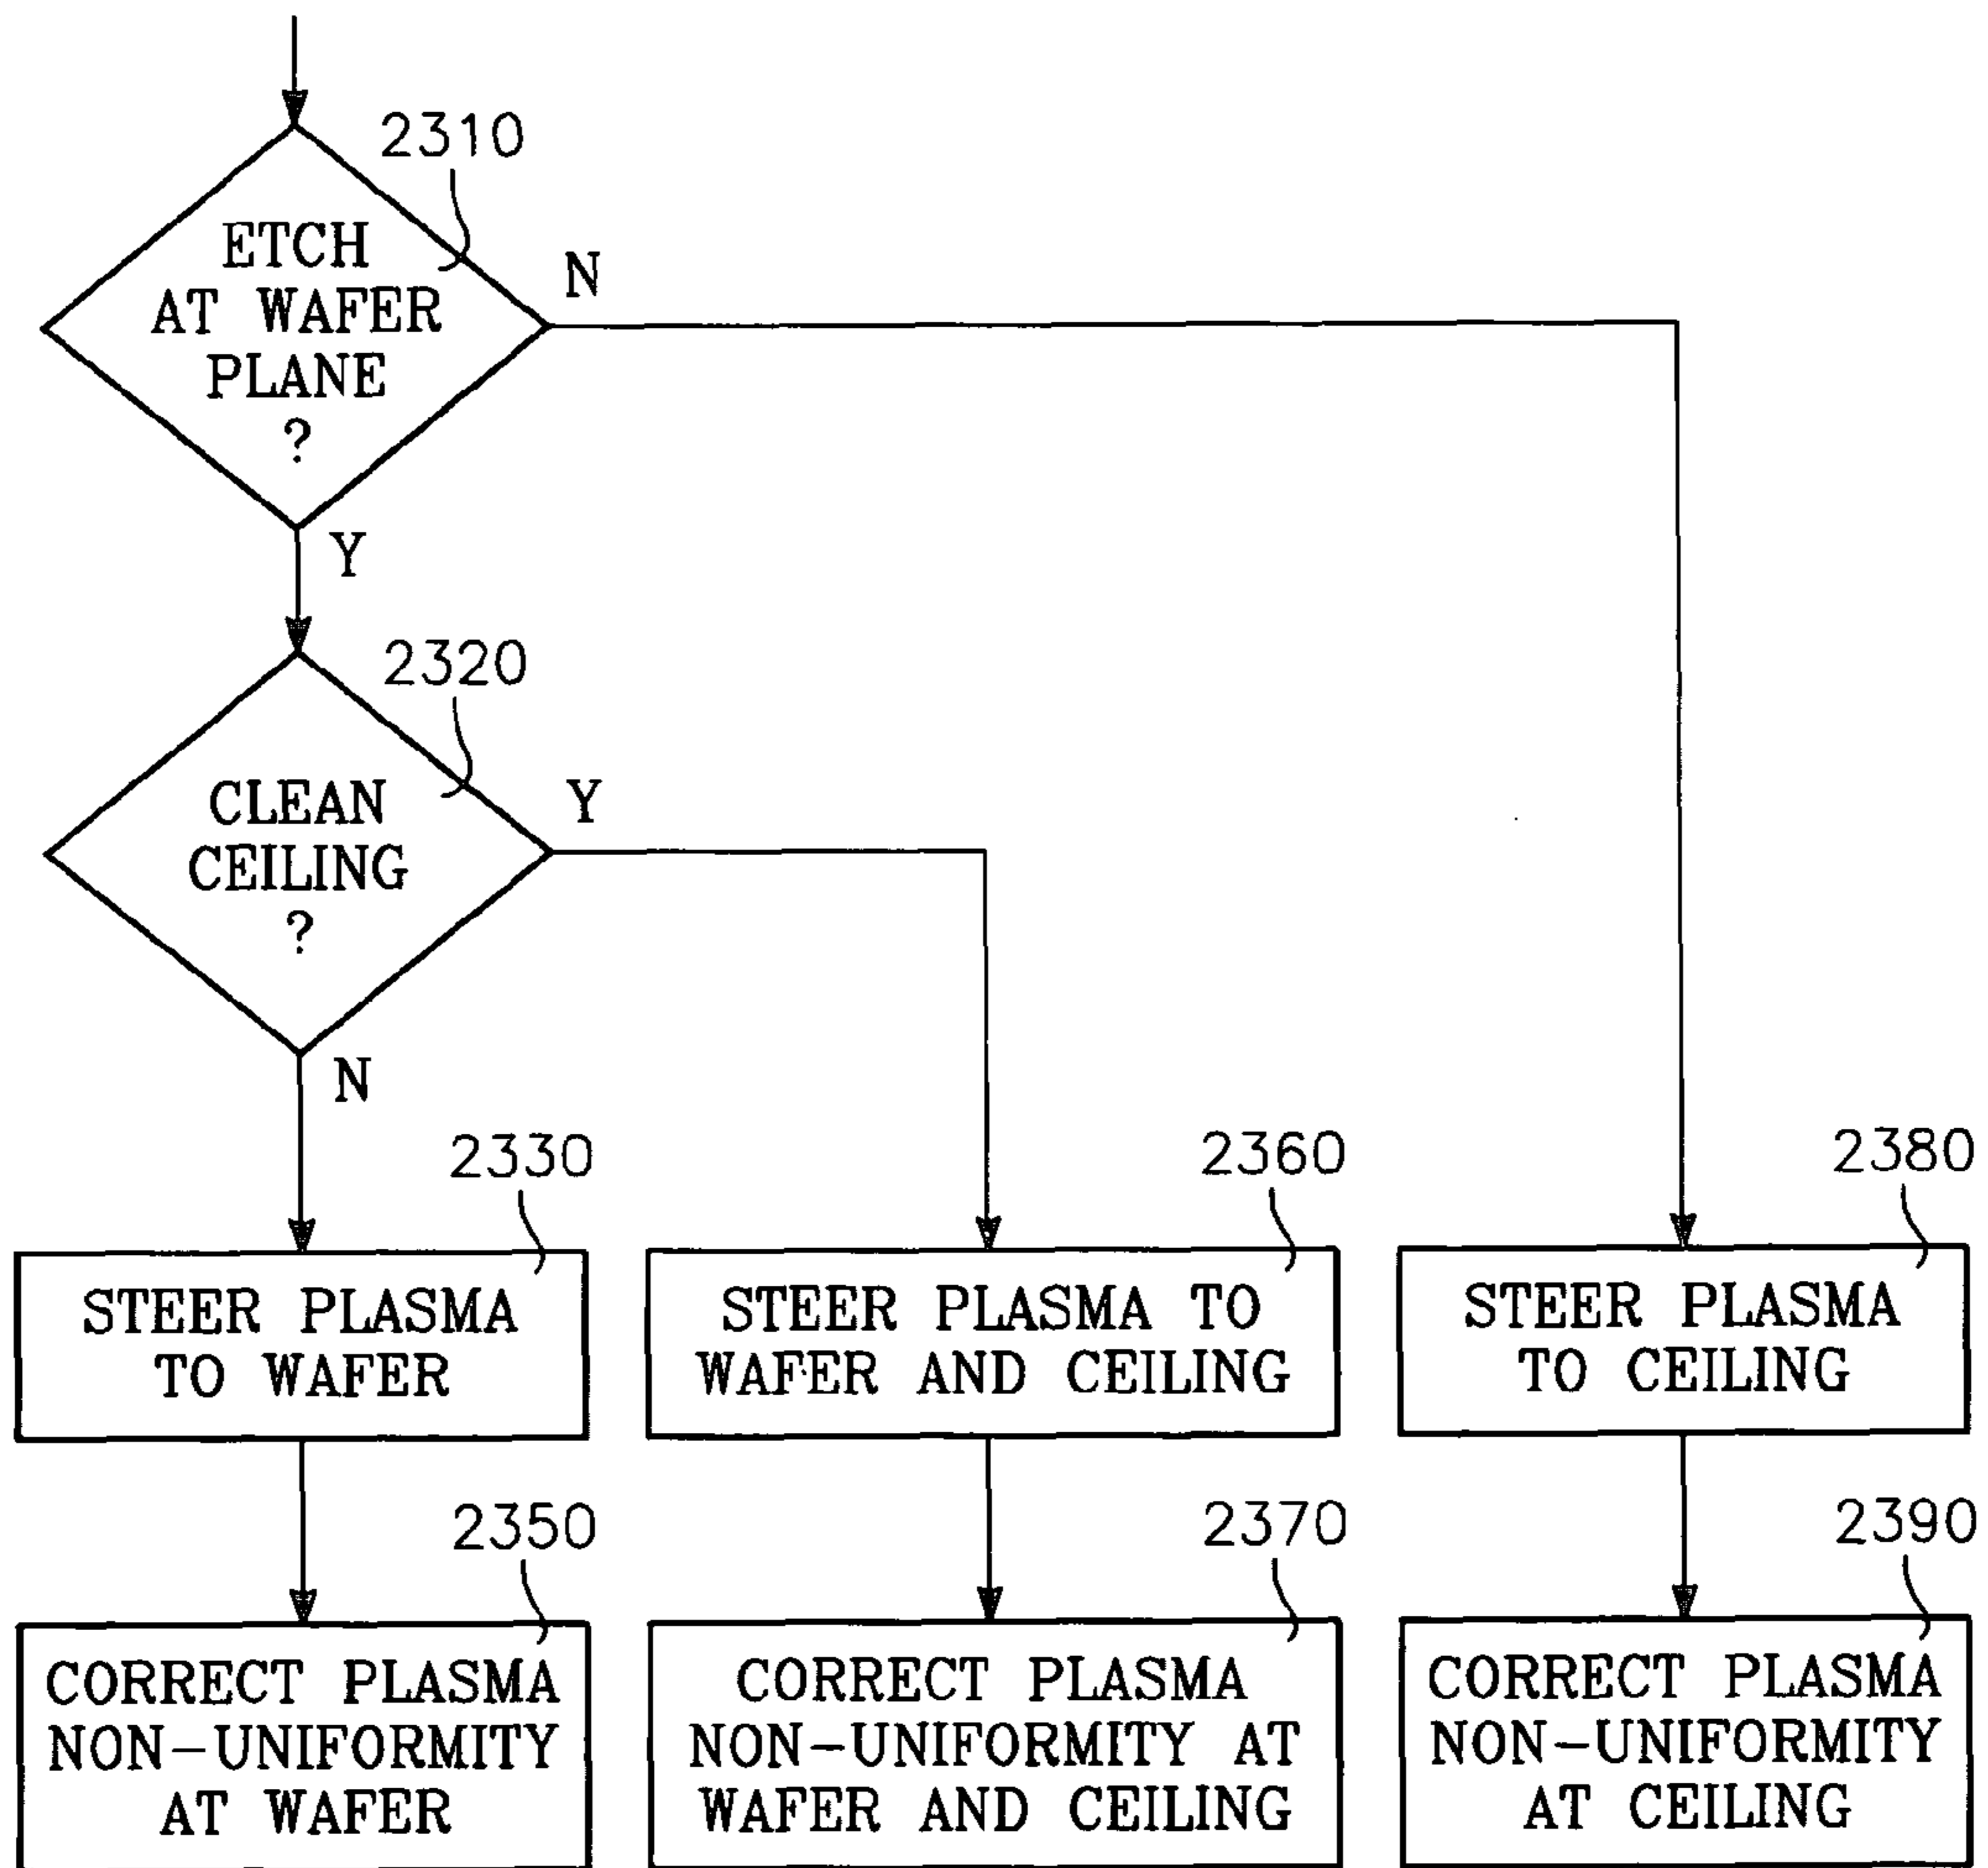 2310
ETCH
AT WAFER
PLANE
?
N
Y
2320
CLEAN
CEILING
?
Y
N
2330
STEER PLASMA
TO WAFER
2360
STEER PLASMA TO
WAFER AND CEILING
2380
STEER PLASMA
TO CEILING
2350
CORRECT PLASMA
NON-UNIFORMITY
AT WAFER
2370
CORRECT PLASMA
NON-UNIFORMITY AT
WAFER AND CEILING
2390
CORRECT PLASMA
NON-UNIFORMITY
AT CEILING